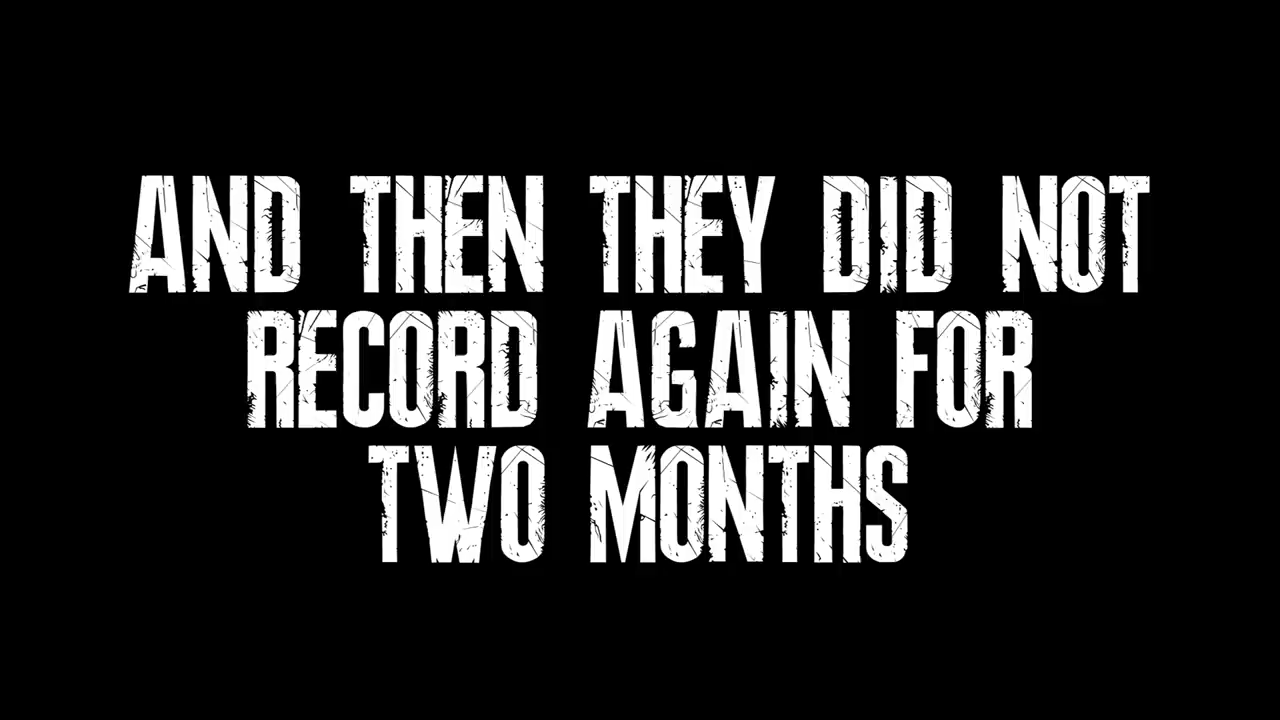 AND THEN THEY DID NOT
RECORD AGAIN FOR
TWO MONTHS